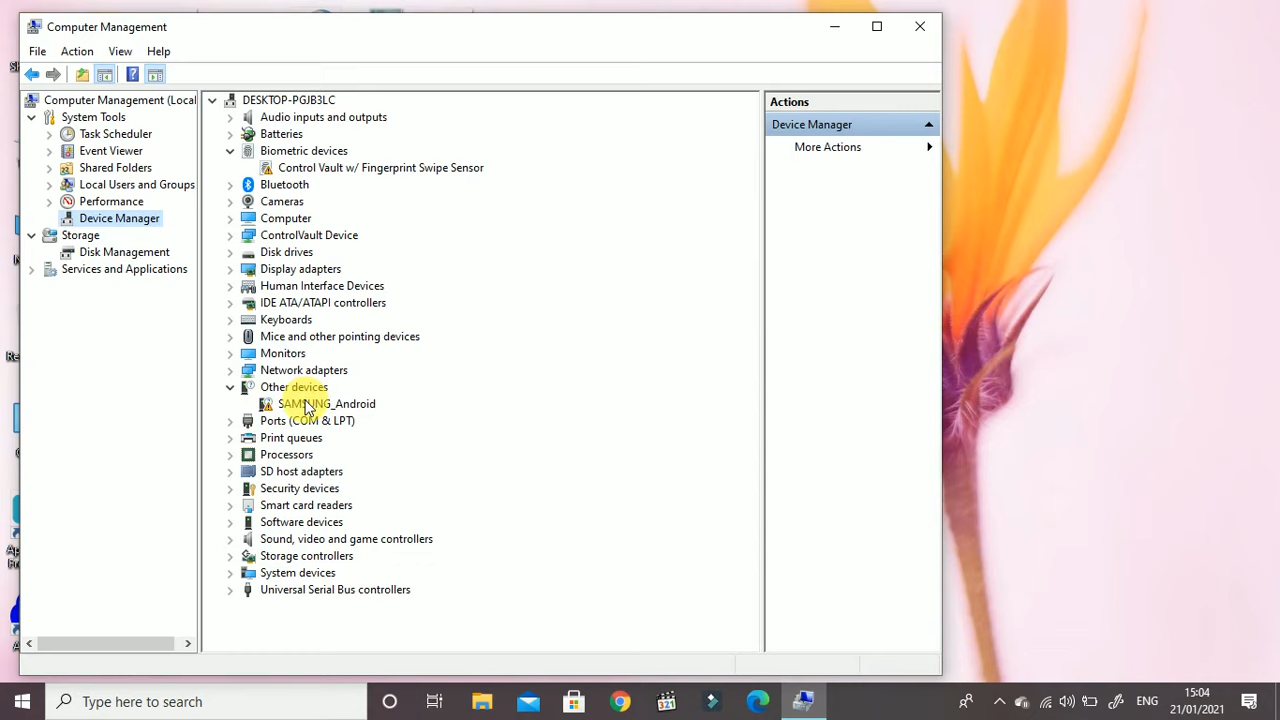 Computer Management
File Action View Help
Computer Management (Local
System Tools
Task Scheduler
Event Viewer
Shared Folders
Local Users and Groups
Performance
Device Manager
Storage
Disk Management
Services and Applications
DESKTOP-PGJB3LC
Audio inputs and outputs
Batteries
Biometric devices
Control Vault w/ Fingerprint Swipe Sensor
Bluetooth
Cameras
Computer
ControlVault Device
Disk drives
Display adapters
Human Interface Devices
IDE ATA/ATAPI controllers
Keyboards
Mice and other pointing devices
Monitors
Network adapters
Other devices
SAMSUNG_Android
Ports (COM & LPT)
Print queues
Processors
SD host adapters
Security devices
Smart card readers
Software devices
Sound, video and game controllers
Storage controllers
System devices
Universal Serial Bus controllers
Actions
Device Manager
More Actions
Type here to search
321
ENG
15:04
21/01/2021